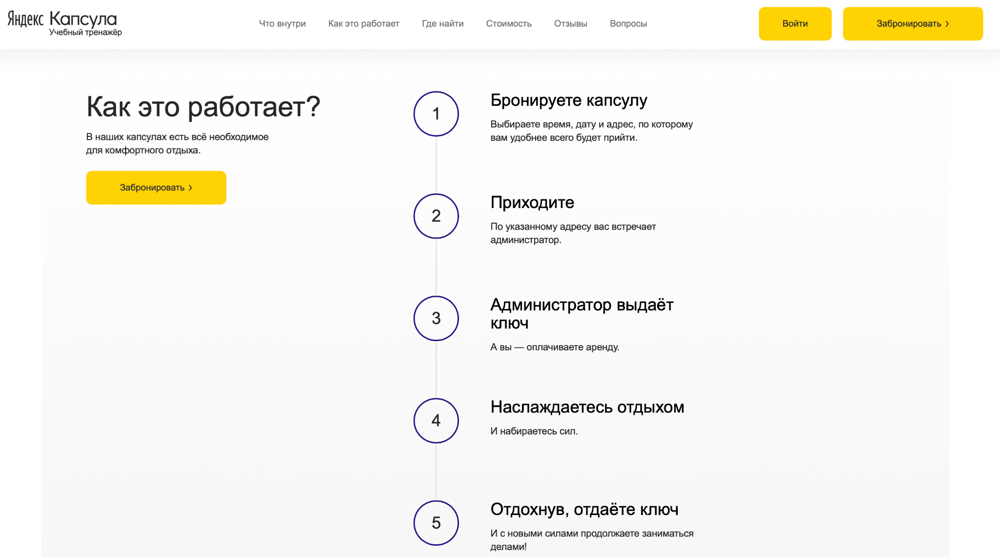 Яндекс Капсула
Учебный тренажёр
Что внутри
Как это работает
Где найти
Стоимость
Отзывы
Вопросы
Войти
Забронировать ›
Как это работает?
В наших капсулах есть всё необходимое
для комфортного отдыха.
Забронировать ›
1
Бронируете капсулу
Выбираете время, дату и адрес, по которому
вам удобнее всего будет прийти.
2
Приходите
По указанному адресу вас встречает
администратор.
3
Администратор выдаёт
ключ
А вы — оплачиваете аренду.
4
Наслаждаетесь отдыхом
И набираетесь сил.
5
Отдохнув, отдаёте ключ
И с новыми силами продолжаете заниматься
делами!